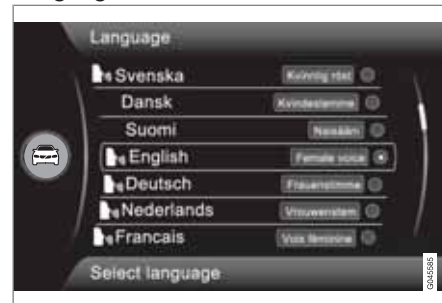 Language
Svenska Kvinnlig röst
Dansk Kvindestemme
Suomi Naisääni
English Female voice
Deutsch Frauenstimme
Nederlands Vrouwenstem
Francais Voix féminine
Select language
G045585